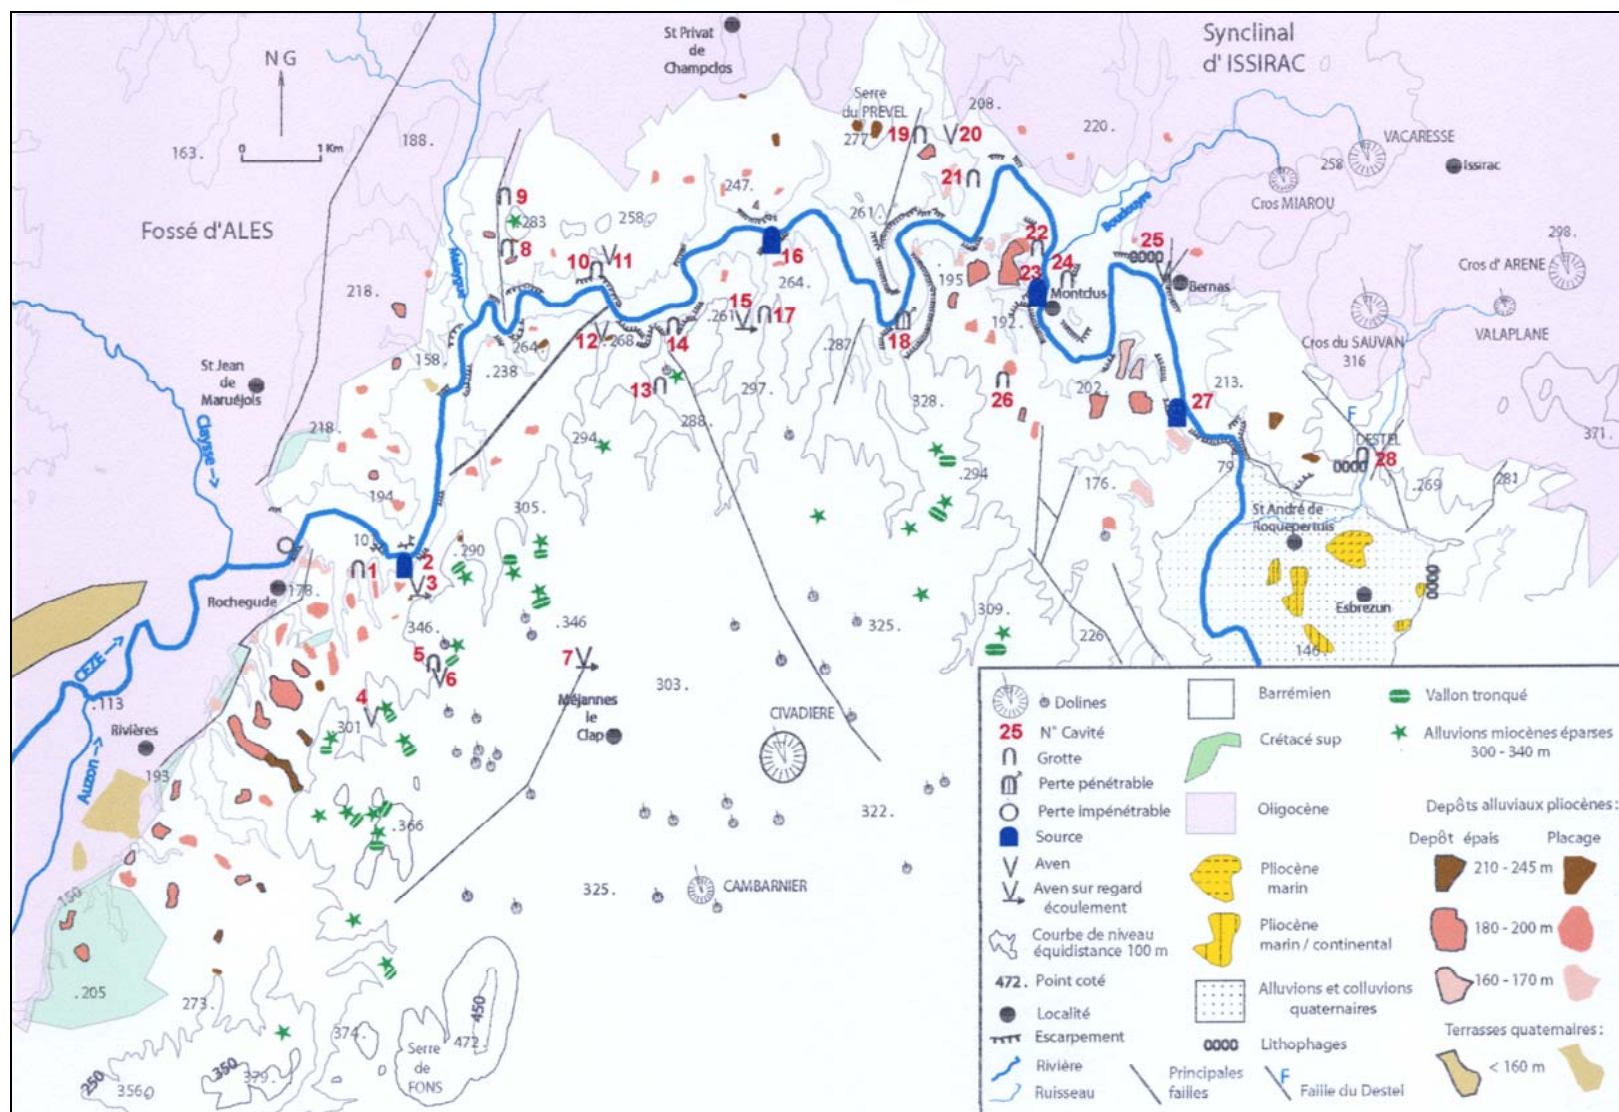 St Privat
de
Champclos
Synclinal
d' ISSIRAC
N G
0 1 Km
163.
188.
Serre
du PREVEL
277
208.
220.
19
20
21
VACARESSE
258
Issirac
Cros MIAROU
Boudouyre
Fossé d'ALES
Malaygue
9
283
8
258
247.
261.
10
11
16
264.
195
22
23
24
25
Montclus
Bernas
298.
Cros d' ARENE
VALAPLANE
Cros du SAUVAN
316
218.
158
264
238
12
268
14
261
15
17
18
192
287
13
288
297
328.
26
202
213.
27
371.
St Jean
de
Maruéjols
Claysse
218.
194
294
305.
294
176.
79
F
DESTEL
28
269
281
St André de
Roquepertuis
Esbrezun
146
10
1
2
3
290
178.
Rochegude
346.
346
5
6
7
4
301
325.
309.
226
CEZE
113
Rivières
193
Auzon
Méjannes
le
Clap
303.
CIVADIERE
366
322.
325.
CAMBARNIER
150
.205
273.
374
450
472.
Serre
de
FONS
250
356
350
379.
Dolines
25 N° Cavité
Grotte
Perte pénétrable
Perte impénétrable
Source
Aven
Aven sur regard
écoulement
Courbe de niveau
équidistance 100 m
472. Point coté
Localité
Escarpement
Rivière
Ruisseau
Barrémien
Crétacé sup
Oligocène
Pliocène
marin
Pliocène
marin / continental
Alluvions et colluvions
quaternaires
Lithophages
Principales
failles
F
Faille du Destel
Vallon tronqué
Alluvions miocènes éparses
300 - 340 m
Depôts alluviaux pliocènes :
Depôt épais Placage
210 - 245 m
180 - 200 m
160 - 170 m
Terrasses quaternaires :
< 160 m